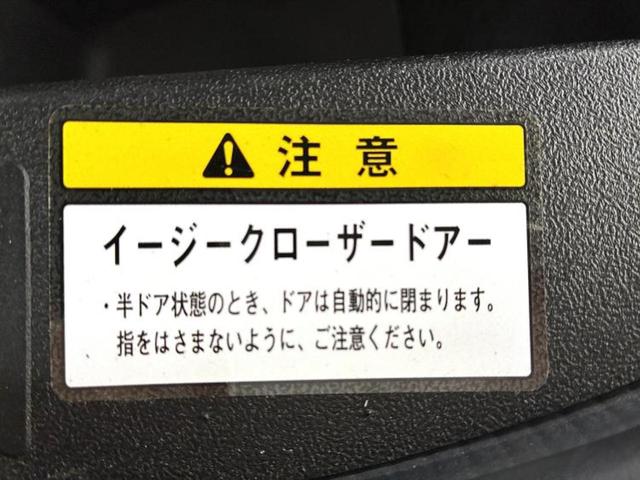 注意
イージークローザードアー
・半ドア状態のとき、ドアは自動的に閉まります。
指をはさまないように、ご注意ください。